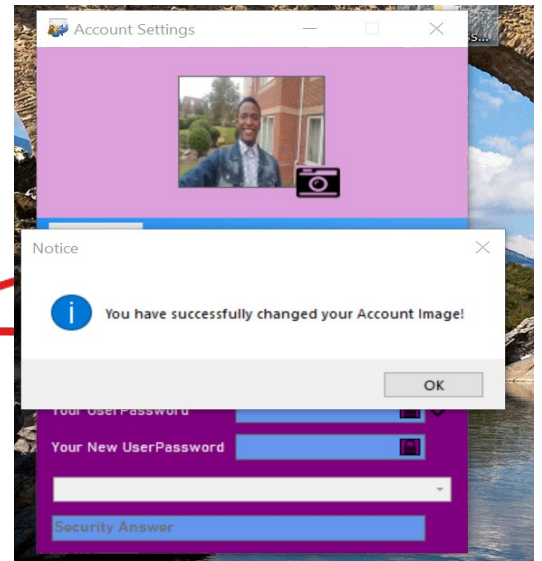 Account Settings
s...
Notice
You have successfully changed your Account Image!
OK
Your UserPassword
Your New UserPassword
Security Answer